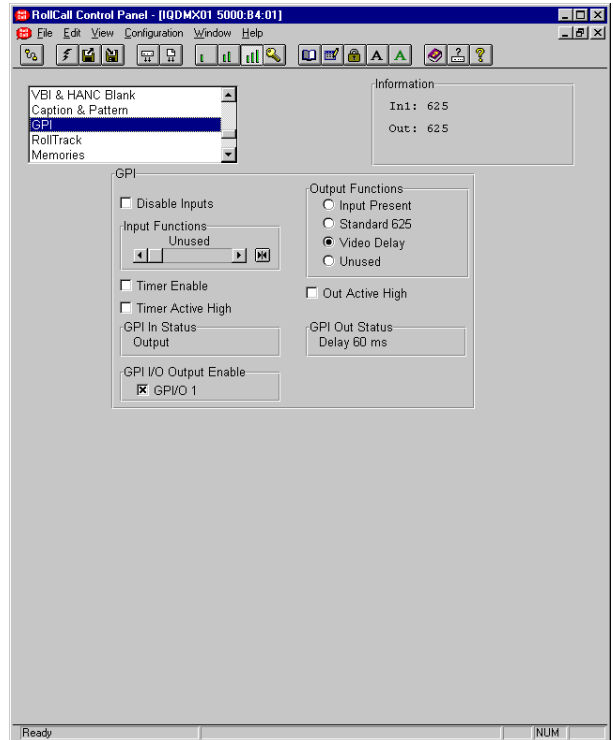 RollCall Control Panel - [IQDMX01 5000:B4:01]
File Edit View Configuration Window Help
A A
VBI & HANC Blank
Caption & Pattern
GPI
RollTrack
Memories
Information
In1: 625
Out: 625
GPI
Disable Inputs
Input Functions
Unused
Timer Enable
Timer Active High
GPI In Status
Output
GPI I/O Output Enable
GPI/O 1
Output Functions
Input Present
Standard 625
Video Delay
Unused
Out Active High
GPI Out Status
Delay 60 ms
Ready
NUM